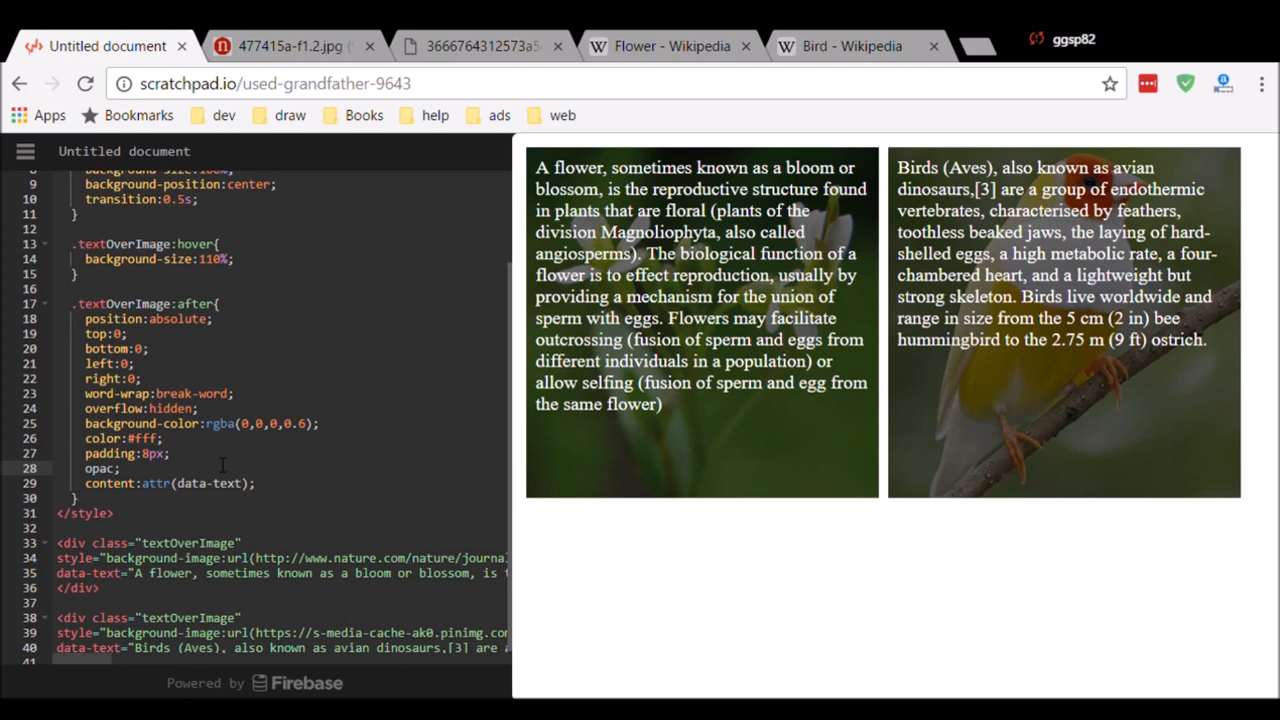 Untitled document
477415a-f1.2.jpg
3666764312573a5
Flower - Wikipedia
Bird - Wikipedia
ggsp82
scratchpad.io/used-grandfather-9643
Apps
Bookmarks
dev
draw
Books
help
ads
web
Untitled document
9 background-position:center;
10 transition:0.5s;
11 }
12
13 .textOverImage:hover{
14 background-size:110%;
15 }
16
17 .textOverImage:after{
18 position:absolute;
19 top:0;
20 bottom:0;
21 left:0;
22 right:0;
23 word-wrap:break-word;
24 overflow:hidden;
25 background-color:rgba(0,0,0,0.6);
26 color:#fff;
27 padding:8px;
28 opac;
29 content:attr(data-text);
30 }
31 </style>
32
33 <div class="textOverImage"
34 style="background-image:url(http://www.nature.com/nature/journa
35 data-text="A flower, sometimes known as a bloom or blossom, is
36 </div>
37
38 <div class="textOverImage"
39 style="background-image:url(https://s-media-cache-ak0.pinimg.co
40 data-text="Birds (Aves), also known as avian dinosaurs,[3] are
41
Powered by Firebase
A flower, sometimes known as a bloom or
blossom, is the reproductive structure found
in plants that are floral (plants of the
division Magnoliophyta, also called
angiosperms). The biological function of a
flower is to effect reproduction, usually by
providing a mechanism for the union of
sperm with eggs. Flowers may facilitate
outcrossing (fusion of sperm and eggs from
different individuals in a population) or
allow selfing (fusion of sperm and egg from
the same flower)
Birds (Aves), also known as avian
dinosaurs,[3] are a group of endothermic
vertebrates, characterised by feathers,
toothless beaked jaws, the laying of hard-
shelled eggs, a high metabolic rate, a four-
chambered heart, and a lightweight but
strong skeleton. Birds live worldwide and
range in size from the 5 cm (2 in) bee
hummingbird to the 2.75 m (9 ft) ostrich.